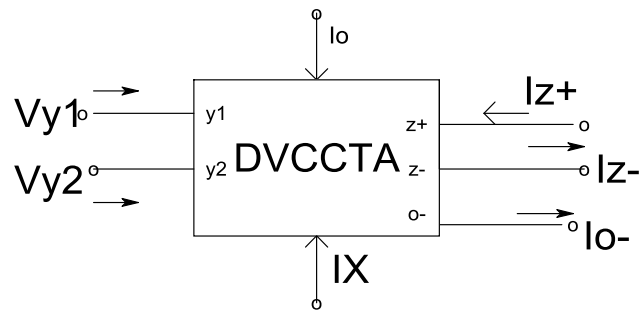 Io
Vy1 y1 z+ Iz+
Vy2 y2 DVCCTA z- Iz-
o- Io-
IX